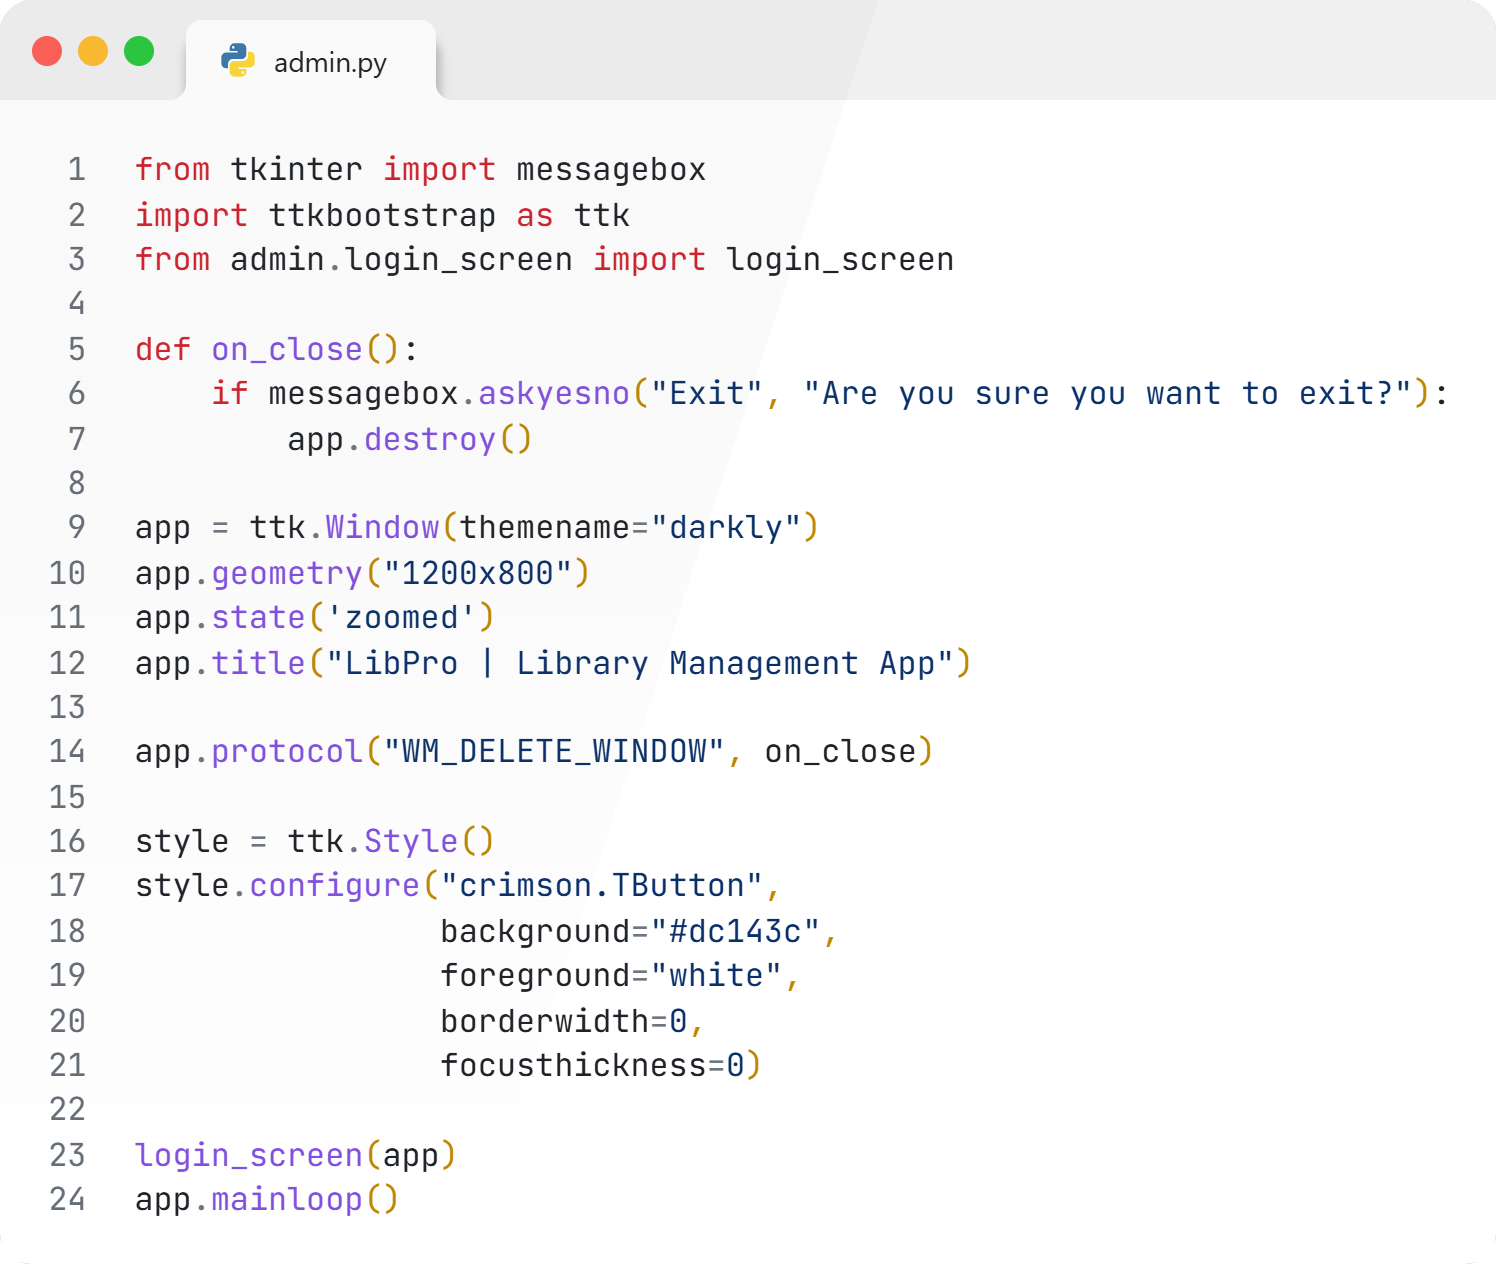 admin.py
1 from tkinter import messagebox
2 import ttkbootstrap as ttk
3 from admin.login_screen import login_screen
4
5 def on_close():
6     if messagebox.askyesno("Exit", "Are you sure you want to exit?"):
7         app.destroy()
8
9 app = ttk.Window(themename="darkly")
10 app.geometry("1200x800")
11 app.state('zoomed')
12 app.title("LibPro | Library Management App")
13
14 app.protocol("WM_DELETE_WINDOW", on_close)
15
16 style = ttk.Style()
17 style.configure("crimson.TButton",
18                 background="#dc143c",
19                 foreground="white",
20                 borderwidth=0,
21                 focusthickness=0)
22
23 login_screen(app)
24 app.mainloop()